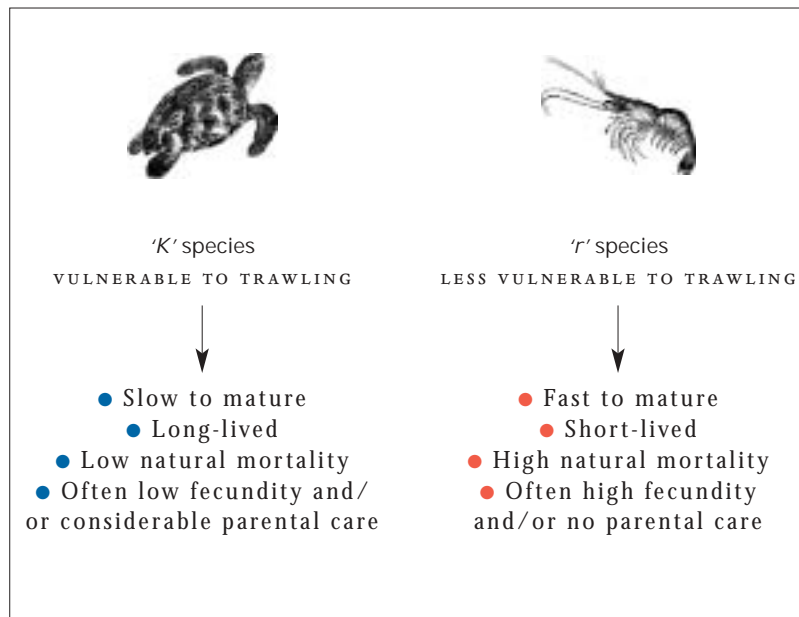 'K' species
VULNERABLE TO TRAWLING
● Slow to mature
● Long-lived
● Low natural mortality
● Often low fecundity and/
or considerable parental care
'r' species
LESS VULNERABLE TO TRAWLING
● Fast to mature
● Short-lived
● High natural mortality
● Often high fecundity
and/or no parental care